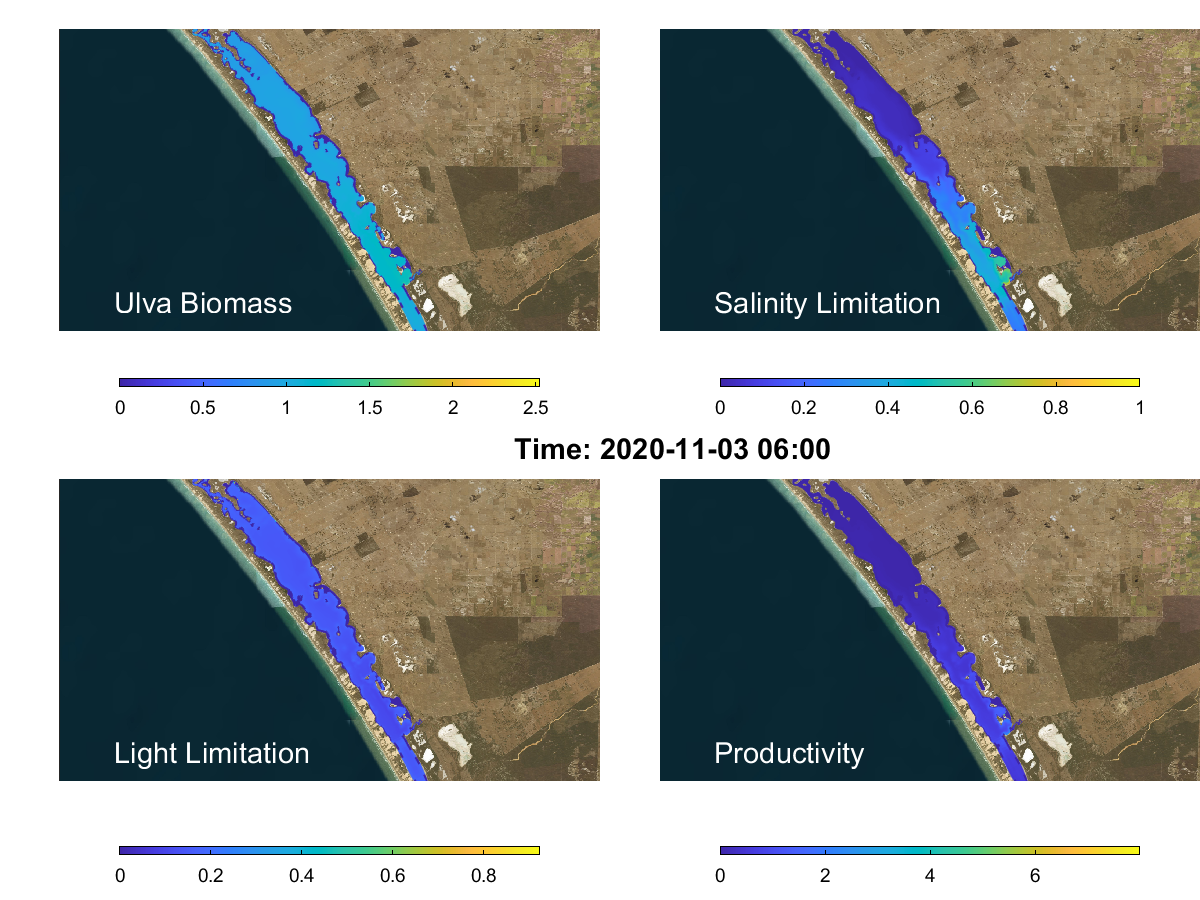 Ulva Biomass
Salinity Limitation
0 0.5 1 1.5 2 2.5
0 0.2 0.4 0.6 0.8 1
Time: 2020-11-03 06:00
Light Limitation
Productivity
0 0.2 0.4 0.6 0.8
0 2 4 6